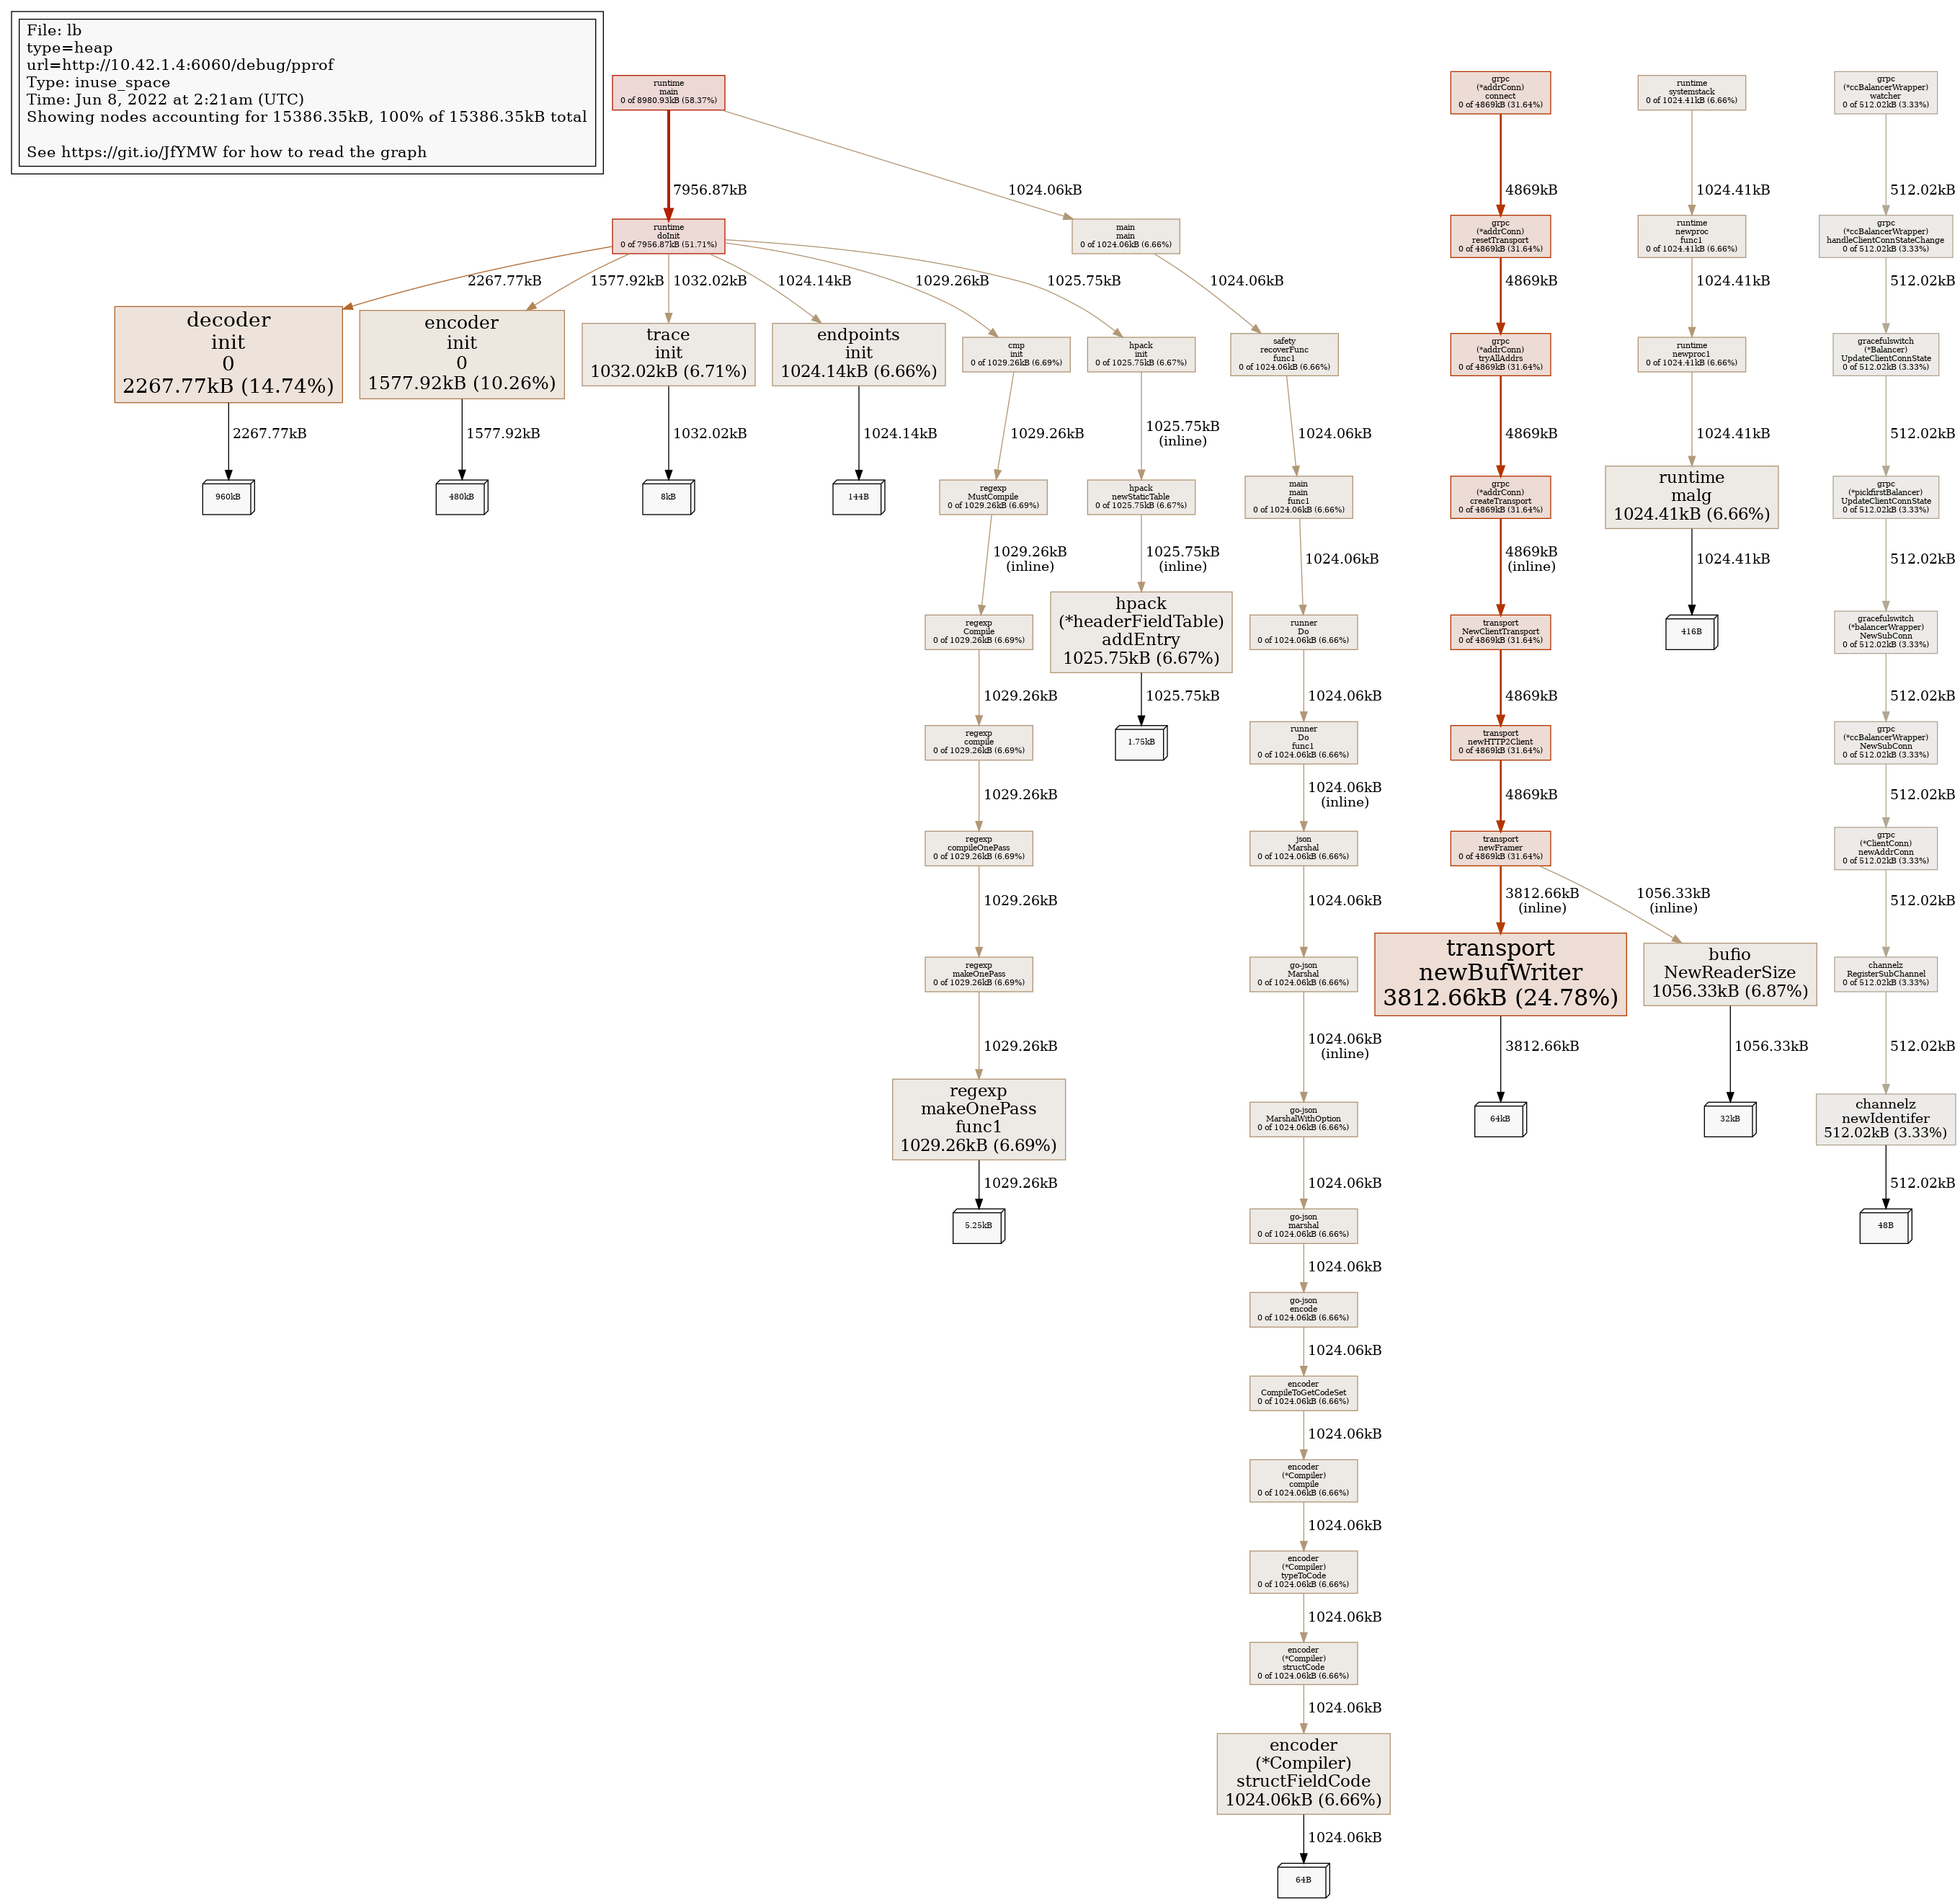 File: lb
type=heap
url=http://10.42.1.4:6060/debug/pprof
Type: inuse_space
Time: Jun 8, 2022 at 2:21am (UTC)
Showing nodes accounting for 15386.35kB, 100% of 15386.35kB total
See https://git.io/JfYMW for how to read the graph
runtime
main
0 of 8980.93kB (58.37%)
7956.87kB
1024.06kB
runtime
doInit
0 of 7956.87kB (51.71%)
2267.77kB
1577.92kB
1032.02kB
1024.14kB
1029.26kB
1025.75kB
decoder
init
0
2267.77kB (14.74%)
2267.77kB
960kB
encoder
init
0
1577.92kB (10.26%)
1577.92kB
480kB
trace
init
1032.02kB (6.71%)
1032.02kB
8kB
endpoints
init
1024.14kB (6.66%)
1024.14kB
144B
cmp
init
0 of 1029.26kB (6.69%)
1029.26kB
regexp
MustCompile
0 of 1029.26kB (6.69%)
1029.26kB
(inline)
regexp
Compile
0 of 1029.26kB (6.69%)
1029.26kB
regexp
compile
0 of 1029.26kB (6.69%)
1029.26kB
regexp
compileOnePass
0 of 1029.26kB (6.69%)
1029.26kB
regexp
makeOnePass
0 of 1029.26kB (6.69%)
1029.26kB
regexp
makeOnePass
func1
1029.26kB (6.69%)
1029.26kB
5.25kB
hpack
init
0 of 1025.75kB (6.67%)
1025.75kB
(inline)
hpack
newStaticTable
0 of 1025.75kB (6.67%)
1025.75kB
(inline)
hpack
(*headerFieldTable)
addEntry
1025.75kB (6.67%)
1025.75kB
1.75kB
main
main
0 of 1024.06kB (6.66%)
1024.06kB
safety
recoverFunc
func1
0 of 1024.06kB (6.66%)
1024.06kB
main
main
func1
0 of 1024.06kB (6.66%)
1024.06kB
runner
Do
0 of 1024.06kB (6.66%)
1024.06kB
runner
Do
func1
0 of 1024.06kB (6.66%)
1024.06kB
(inline)
json
Marshal
0 of 1024.06kB (6.66%)
1024.06kB
go-json
Marshal
0 of 1024.06kB (6.66%)
1024.06kB
(inline)
go-json
MarshalWithOption
0 of 1024.06kB (6.66%)
1024.06kB
go-json
marshal
0 of 1024.06kB (6.66%)
1024.06kB
go-json
encode
0 of 1024.06kB (6.66%)
1024.06kB
encoder
CompileToGetCodeSet
0 of 1024.06kB (6.66%)
1024.06kB
encoder
(*Compiler)
compile
0 of 1024.06kB (6.66%)
1024.06kB
encoder
(*Compiler)
typeToCode
0 of 1024.06kB (6.66%)
1024.06kB
encoder
(*Compiler)
structCode
0 of 1024.06kB (6.66%)
1024.06kB
encoder
(*Compiler)
structFieldCode
1024.06kB (6.66%)
1024.06kB
64B
grpc
(*addrConn)
connect
0 of 4869kB (31.64%)
4869kB
grpc
(*addrConn)
resetTransport
0 of 4869kB (31.64%)
4869kB
grpc
(*addrConn)
tryAllAddrs
0 of 4869kB (31.64%)
4869kB
grpc
(*addrConn)
createTransport
0 of 4869kB (31.64%)
4869kB
(inline)
transport
NewClientTransport
0 of 4869kB (31.64%)
4869kB
transport
newHTTP2Client
0 of 4869kB (31.64%)
4869kB
transport
newFramer
0 of 4869kB (31.64%)
3812.66kB
(inline)
1056.33kB
(inline)
transport
newBufWriter
3812.66kB (24.78%)
3812.66kB
64kB
bufio
NewReaderSize
1056.33kB (6.87%)
1056.33kB
32kB
runtime
systemstack
0 of 1024.41kB (6.66%)
1024.41kB
runtime
newproc
func1
0 of 1024.41kB (6.66%)
1024.41kB
runtime
newproc1
0 of 1024.41kB (6.66%)
1024.41kB
runtime
malg
1024.41kB (6.66%)
1024.41kB
416B
grpc
(*ccBalancerWrapper)
watcher
0 of 512.02kB (3.33%)
512.02kB
grpc
(*ccBalancerWrapper)
handleClientConnStateChange
0 of 512.02kB (3.33%)
512.02kB
gracefulswitch
(*Balancer)
UpdateClientConnState
0 of 512.02kB (3.33%)
512.02kB
grpc
(*pickfirstBalancer)
UpdateClientConnState
0 of 512.02kB (3.33%)
512.02kB
gracefulswitch
(*balancerWrapper)
NewSubConn
0 of 512.02kB (3.33%)
512.02kB
grpc
(*ccBalancerWrapper)
NewSubConn
0 of 512.02kB (3.33%)
512.02kB
grpc
(*ClientConn)
newAddrConn
0 of 512.02kB (3.33%)
512.02kB
channelz
RegisterSubChannel
0 of 512.02kB (3.33%)
512.02kB
channelz
newIdentifer
512.02kB (3.33%)
512.02kB
48B